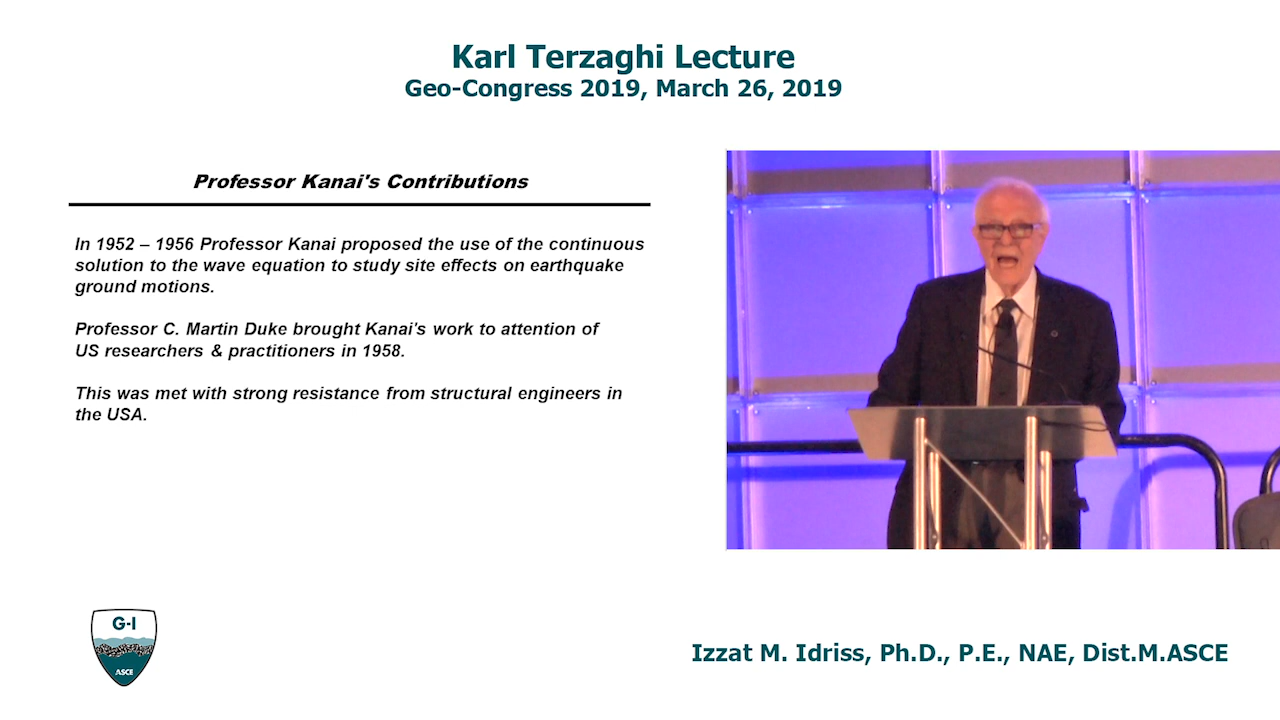 Karl Terzaghi Lecture
Geo-Congress 2019, March 26, 2019
Professor Kanai's Contributions
In 1952 – 1956 Professor Kanai proposed the use of the continuous
solution to the wave equation to study site effects on earthquake
ground motions.
Professor C. Martin Duke brought Kanai's work to attention of
US researchers & practitioners in 1958.
This was met with strong resistance from structural engineers in
the USA.
G-I
ASCE
Izzat M. Idriss, Ph.D., P.E., NAE, Dist.M.ASCE